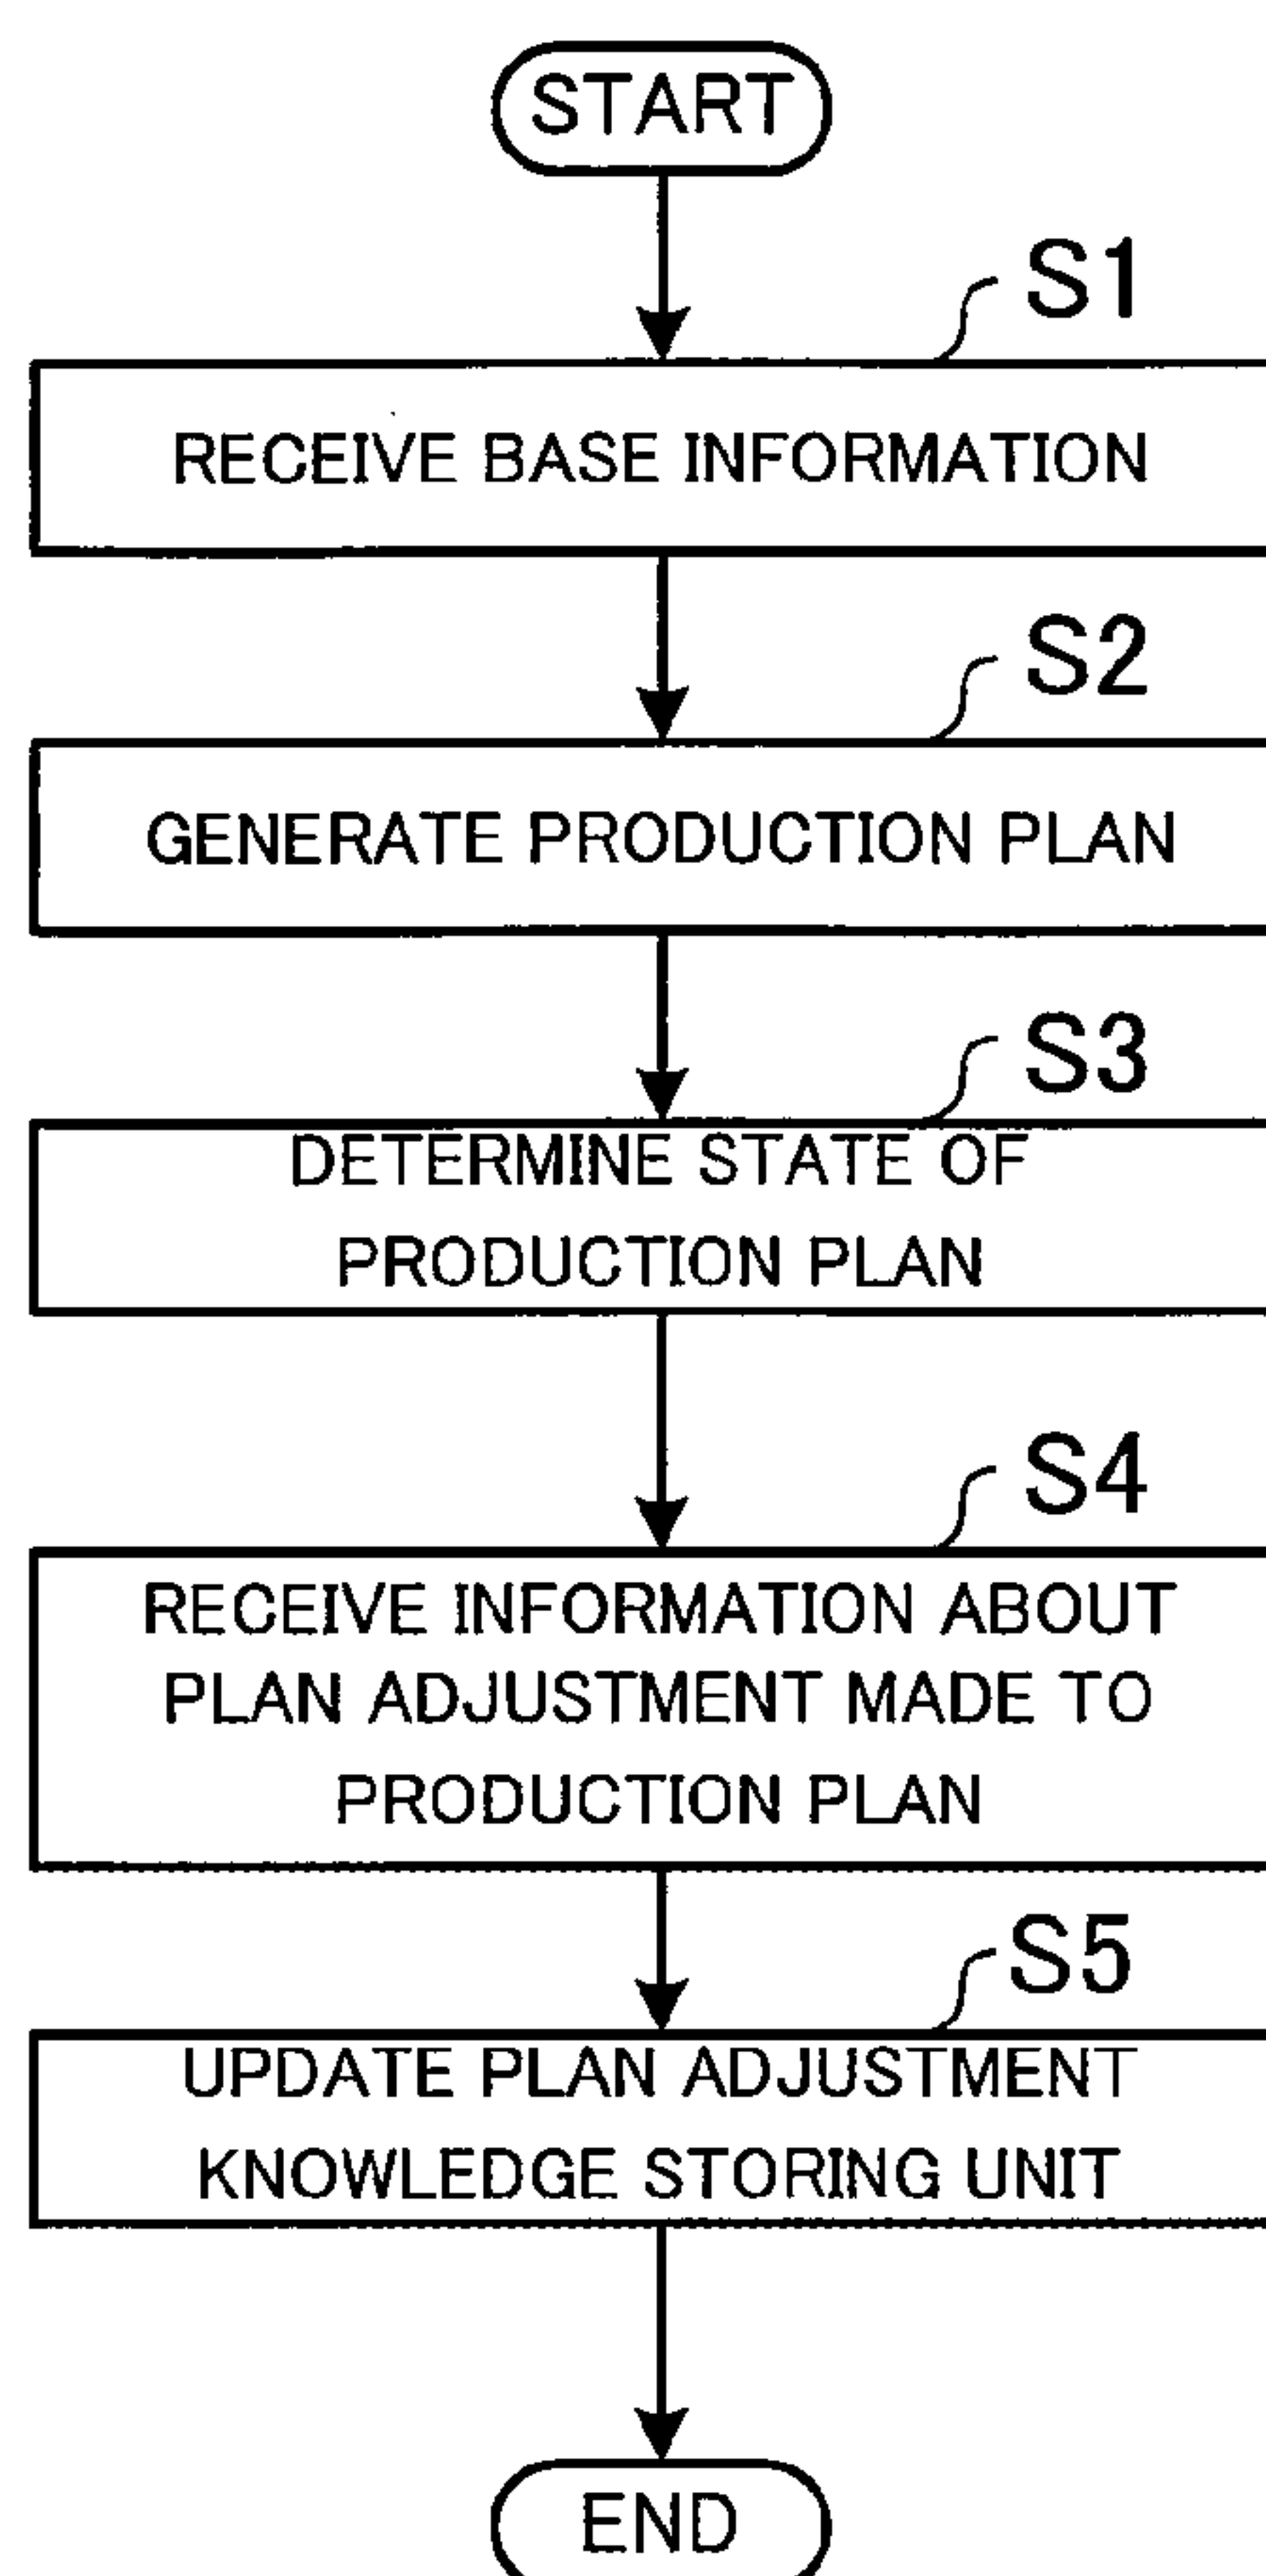 START
S1
RECEIVE BASE INFORMATION
S2
GENERATE PRODUCTION PLAN
S3
DETERMINE STATE OF
PRODUCTION PLAN
S4
RECEIVE INFORMATION ABOUT
PLAN ADJUSTMENT MADE TO
PRODUCTION PLAN
S5
UPDATE PLAN ADJUSTMENT
KNOWLEDGE STORING UNIT
END